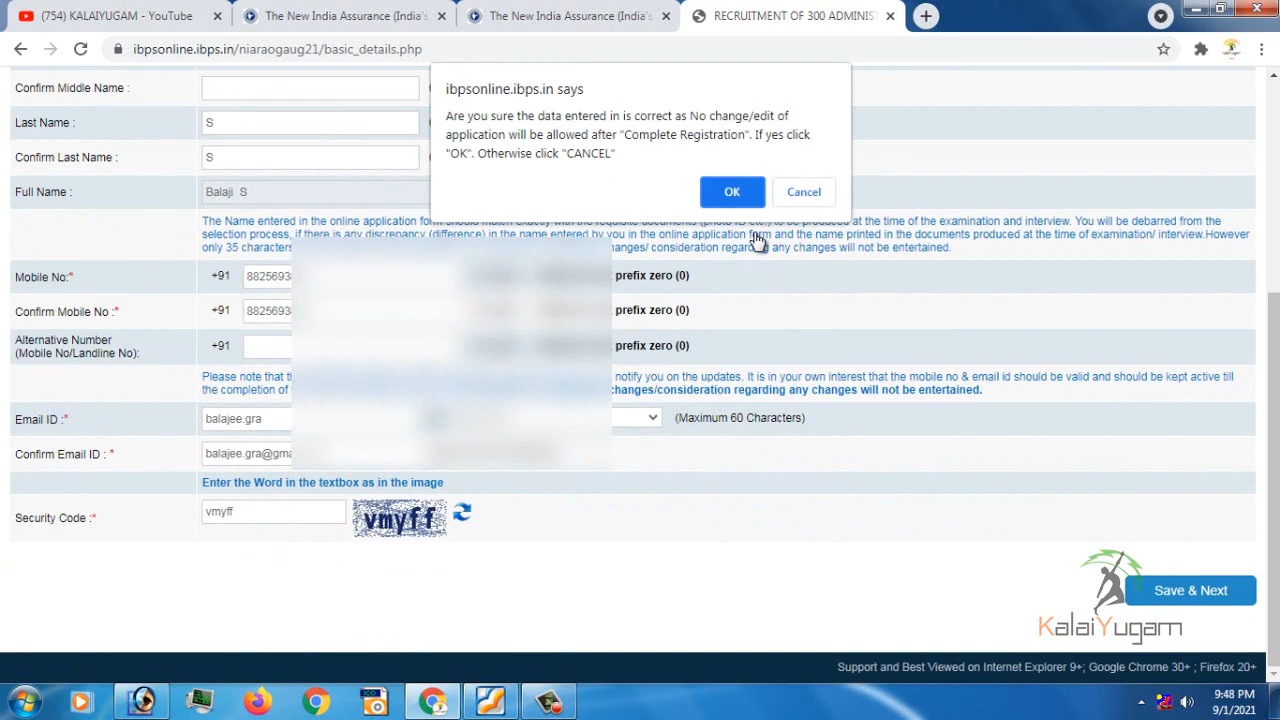 (754) KALAIYUGAM - YouTube
The New India Assurance (India's
The New India Assurance (India's
RECRUITMENT OF 300 ADMINIST
ibpsonline.ibps.in/niaraogaug21/basic_details.php
ibpsonline.ibps.in says
Are you sure the data entered in is correct as No change/edit of
application will be allowed after "Complete Registration". If yes click
"OK". Otherwise click "CANCEL"
OK
Cancel
Confirm Middle Name :
Last Name :
S
Confirm Last Name :
S
Full Name :
Balaji S
The Name entered in the online application form should match exactly with the requisite documents (photo ID etc.) to be produced at the time of the examination and interview. You will be debarred from the
selection process, if there is any discrepancy (difference) in the name entered by you in the online application form and the name printed in the documents produced at the time of examination/ interview.However
only 35 characters hanges/ consideration regarding any changes will not be entertained.
Mobile No:* +91 882569 prefix zero (0)
Confirm Mobile No :* +91 882569 prefix zero (0)
Alternative Number
(Mobile No/Landline No): +91 prefix zero (0)
Please note that th notify you on the updates. It is in your own interest that the mobile no & email id should be valid and should be kept active till
the completion of changes/consideration regarding any changes will not be entertained.
Email ID :* balajee.gra (Maximum 60 Characters)
Confirm Email ID : * balajee.gra@gma
Enter the Word in the textbox as in the image
Security Code :* vmyff vmyff
Save & Next
KalaiYugam
Support and Best Viewed on Internet Explorer 9+; Google Chrome 30+ ; Firefox 20+
9:48 PM
9/1/2021